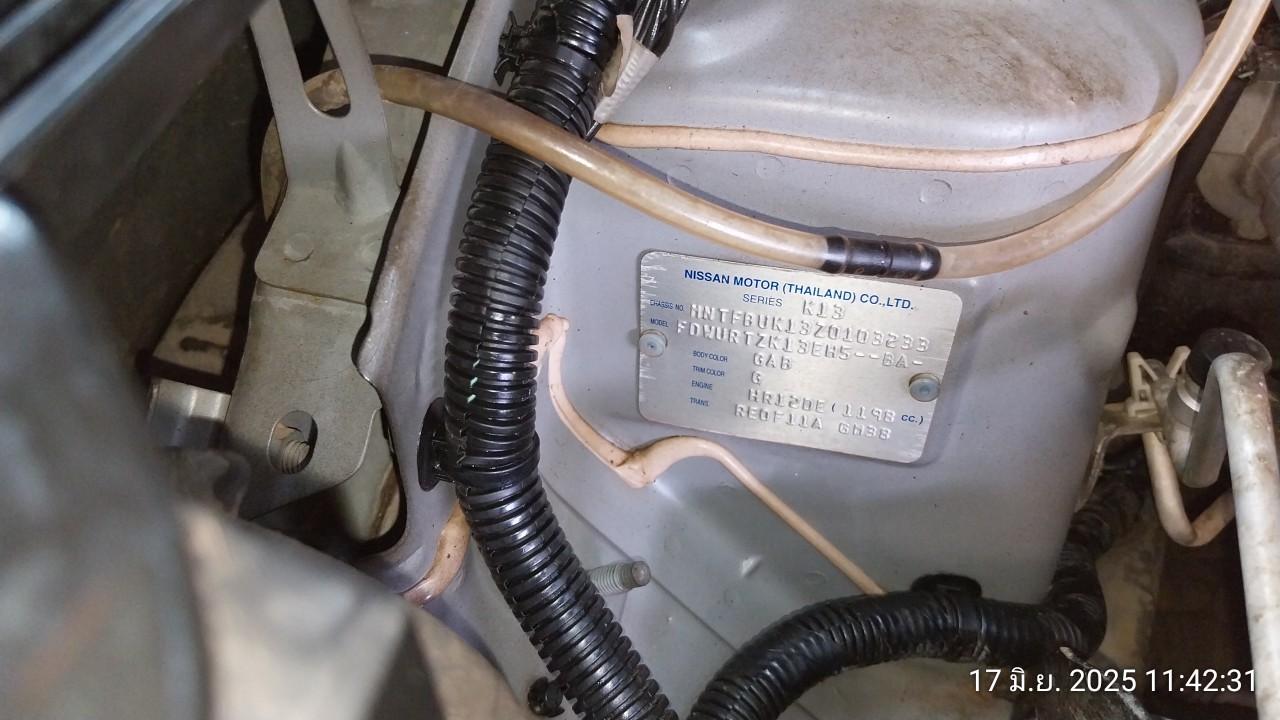 NISSAN MOTOR (THAILAND) CO.,LTD.
SERIES K13
CHASSIS NO. MNTFBUK13Z0103233
MODEL FDWURTZK13EH5--BA-
BODY COLOR GAB
TRIM COLOR G
ENGINE HR12DE (1198 cc.)
TRANS. RE0F11A GH38
17 มิ.ย. 2025 11:42:31